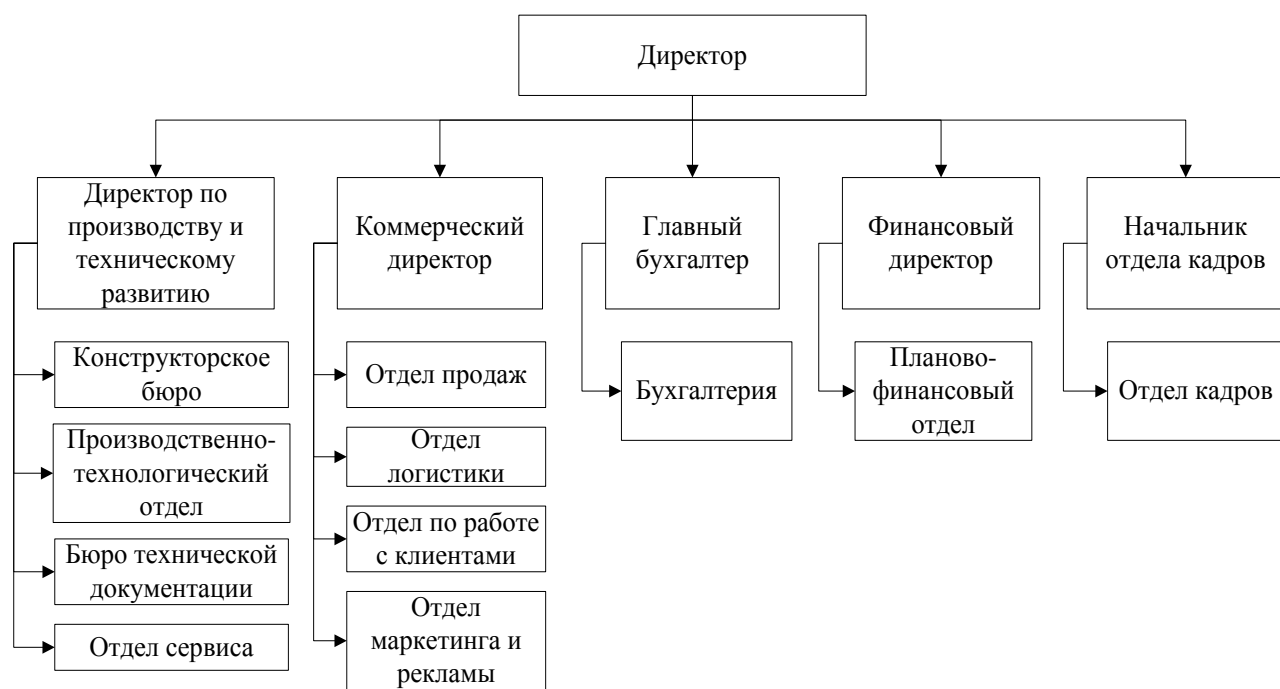 Директор
Директор по
производству и
техническому
развитию
Коммерческий
директор
Главный
бухгалтер
Финансовый
директор
Начальник
отдела кадров
Конструкторское
бюро
Производственно-
технологический
отдел
Бюро технической
документации
Отдел сервиса
Отдел продаж
Отдел
логистики
Отдел по работе
с клиентами
Отдел
маркетинга и
рекламы
Бухгалтерия
Планово-
финансовый
отдел
Отдел кадров